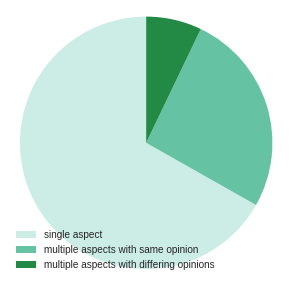 single aspect
multiple aspects with same opinion
multiple aspects with differing opinions